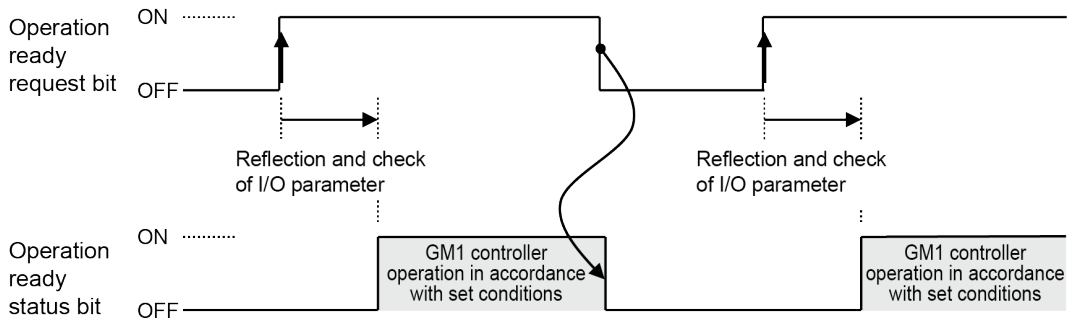 Operation
ready
request bit
ON
OFF
Reflection and check
of I/O parameter
Reflection and check
of I/O parameter
Operation
ready
status bit
ON
OFF
GM1 controller
operation in accordance
with set conditions
GM1 controller
operation in accordance
with set conditions